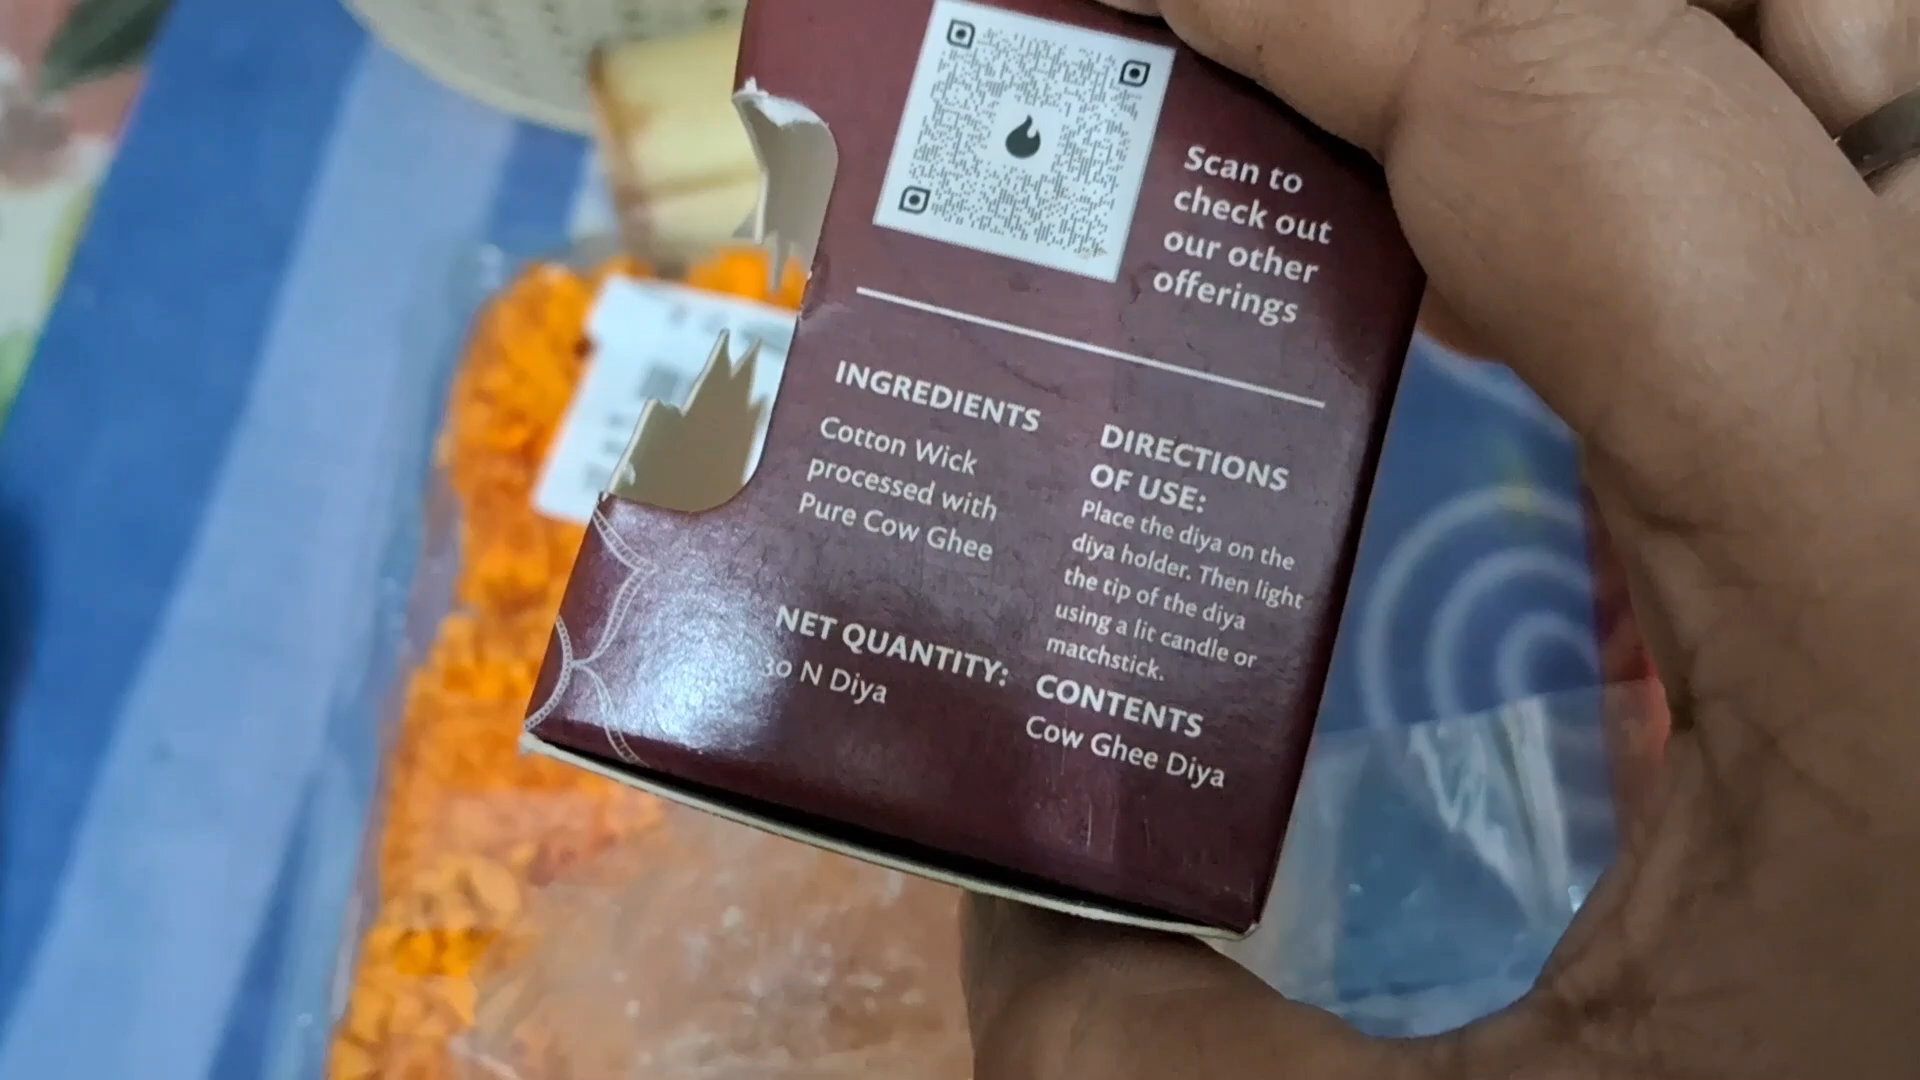 Scan to
check out
our other
offerings
INGREDIENTS
Cotton Wick
processed with
Pure Cow Ghee
NET QUANTITY:
30 N Diya
DIRECTIONS
OF USE:
Place the diya on the
diya holder. Then light
the tip of the diya
using a lit candle or
matchstick.
CONTENTS
Cow Ghee Diya